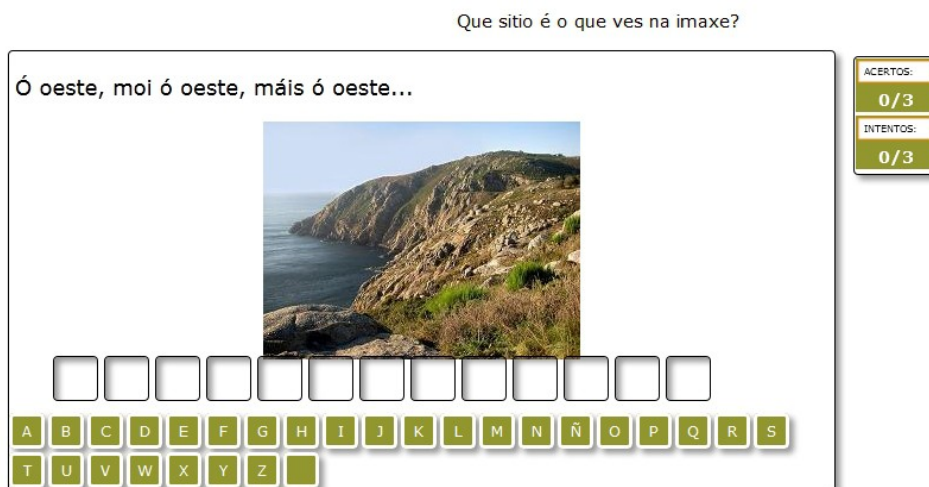 Que sitio é o que ves na imaxe?
Ó oeste, moi ó oeste, máis ó oeste...
ACERTOS:
0/3
INTENTOS:
0/3
A B C D E F G H I J K L M N Ñ O P Q R S
T U V W X Y Z